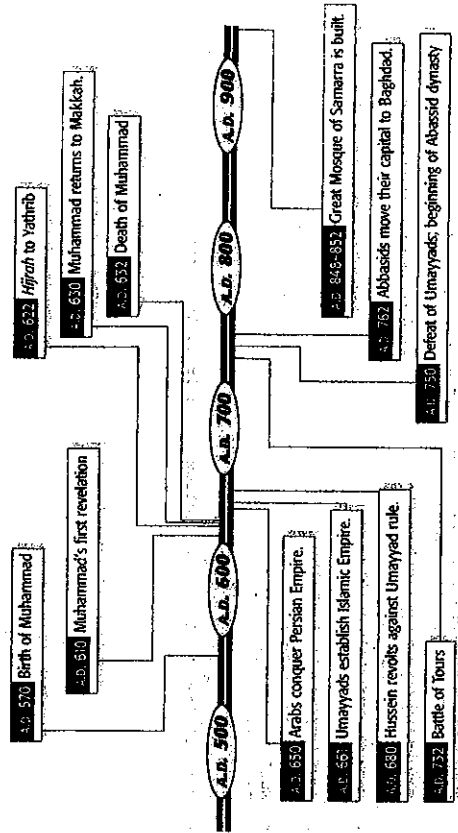 A.D. 570 Birth of Muhammad
A.D. 610 Muhammad's first revelation
A.D. 622 Hijrah to Yathrib
A.D. 630 Muhammad returns to Makkah.
A.D. 632 Death of Muhammad
A.D. 500
A.D. 600
A.D. 700
A.D. 800
A.D. 900
A.D. 650 Arabs conquer Persian Empire.
A.D. 661 Umayyads establish Islamic Empire.
A.D. 680 Hussein revolts against Umayyad rule.
A.D. 732 Battle of Tours
A.D. 848–852 Great Mosque of Samarra is built.
A.D. 762 Abbasids move their capital to Baghdad.
A.D. 750 Defeat of Umayyads; beginning of Abassid dynasty